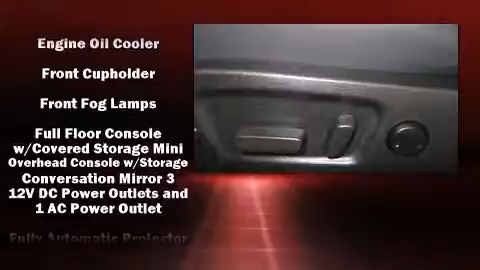 Engine Oil Cooler
Front Cupholder
Front Fog Lamps
Full Floor Console
w/Covered Storage Mini
Overhead Console w/Storage
Conversation Mirror 3
12V DC Power Outlets and
1 AC Power Outlet
Fully Automatic Projector